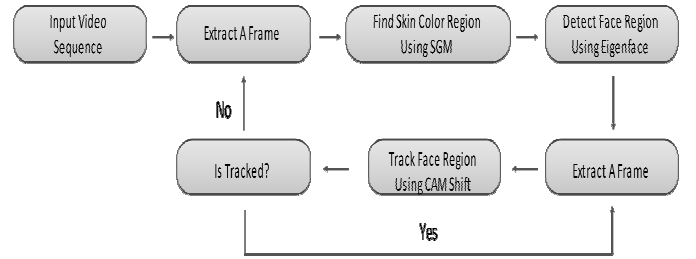 Input Video
Sequence
Extract A Frame
Find Skin Color Region
Using SGM
Detect Face Region
Using Eigenface
No
Is Tracked?
Track Face Region
Using CAM Shift
Extract A Frame
Yes